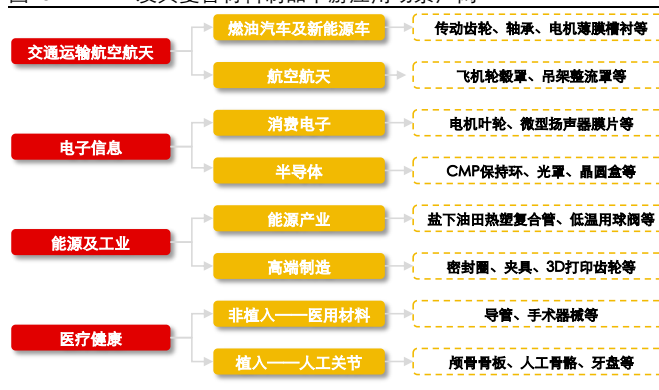 交通运输航空航天
燃油汽车及新能源车
传动齿轮、轴承、电机薄膜槽衬等
航空航天
飞机轮毂罩、吊架整流罩等
电子信息
消费电子
电机叶轮、微型扬声器膜片等
半导体
CMP保持环、光罩、晶圆盒等
能源及工业
能源产业
盐下油田热塑复合管、低温用球阀等
高端制造
密封圈、夹具、3D打印齿轮等
医疗健康
非植入——医用材料
导管、手术器械等
植入——人工关节
颅骨骨板、人工骨骼、牙盘等